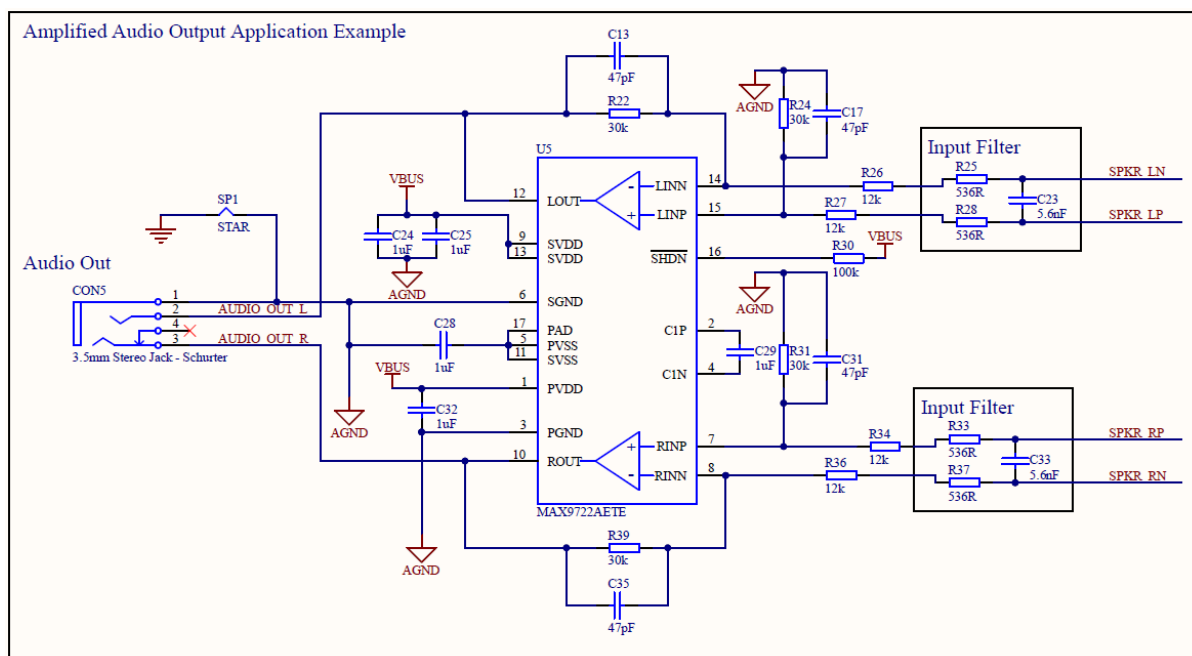 Amplified Audio Output Application Example
C13
47pF
R22
30k
AGND
R24
30k
C17
47pF
Input Filter
R25
536R
R28
536R
C23
5.6nF
SPKR_LN
SPKR_LP
R26
12k
R27
12k
R30
100k
VBUS
U5
LOUT
SVDD
SVDD
SGND
PAD
PVSS
SVSS
PVDD
PGND
ROUT
LINN
LINP
SHDN
C1P
C1N
RINP
RINN
MAX9722AETE
12
9
13
6
17
5
11
1
3
10
14
15
16
2
4
7
8
VBUS
C24
1uF
C25
1uF
AGND
SP1
STAR
Audio Out
CON5
1
2
4
3
AUDIO_OUT_L
AUDIO_OUT_R
3.5mm Stereo Jack - Schurter
C28
1uF
VBUS
C32
1uF
AGND
AGND
AGND
R31
30k
C29
1uF
C31
47pF
Input Filter
R33
536R
R37
536R
C33
5.6nF
SPKR_RP
SPKR_RN
R34
12k
R36
12k
R39
30k
C35
47pF